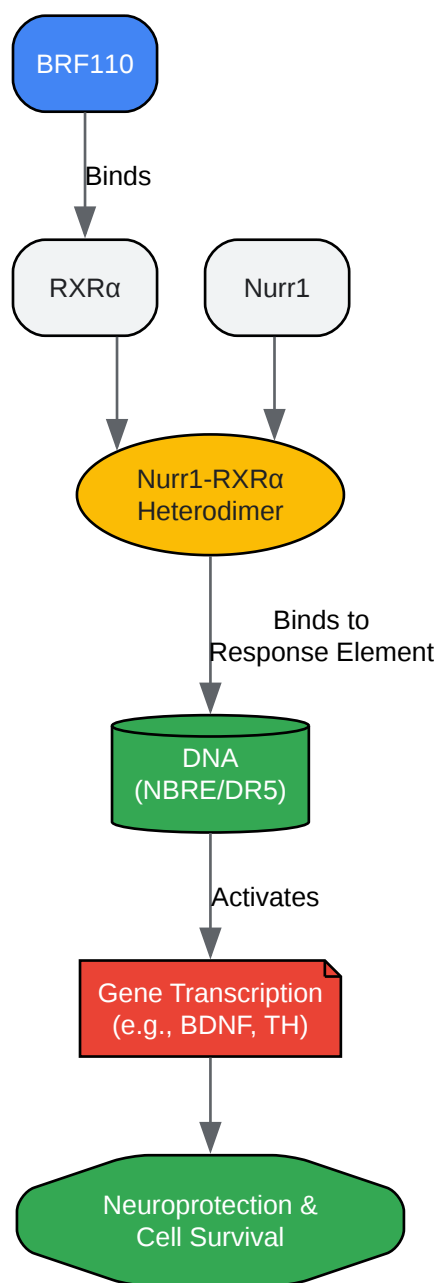 BRF110
Binds
RXRα
Nurr1
Nurr1-RXRα
Heterodimer
Binds to
Response Element
DNA
(NBRE/DR5)
Activates
Gene Transcription
(e.g., BDNF, TH)
Neuroprotection &
Cell Survival